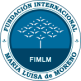 FUNDACIÓN INTERNACIONAL
FIMLM
MARÍA LUISA de MORENO